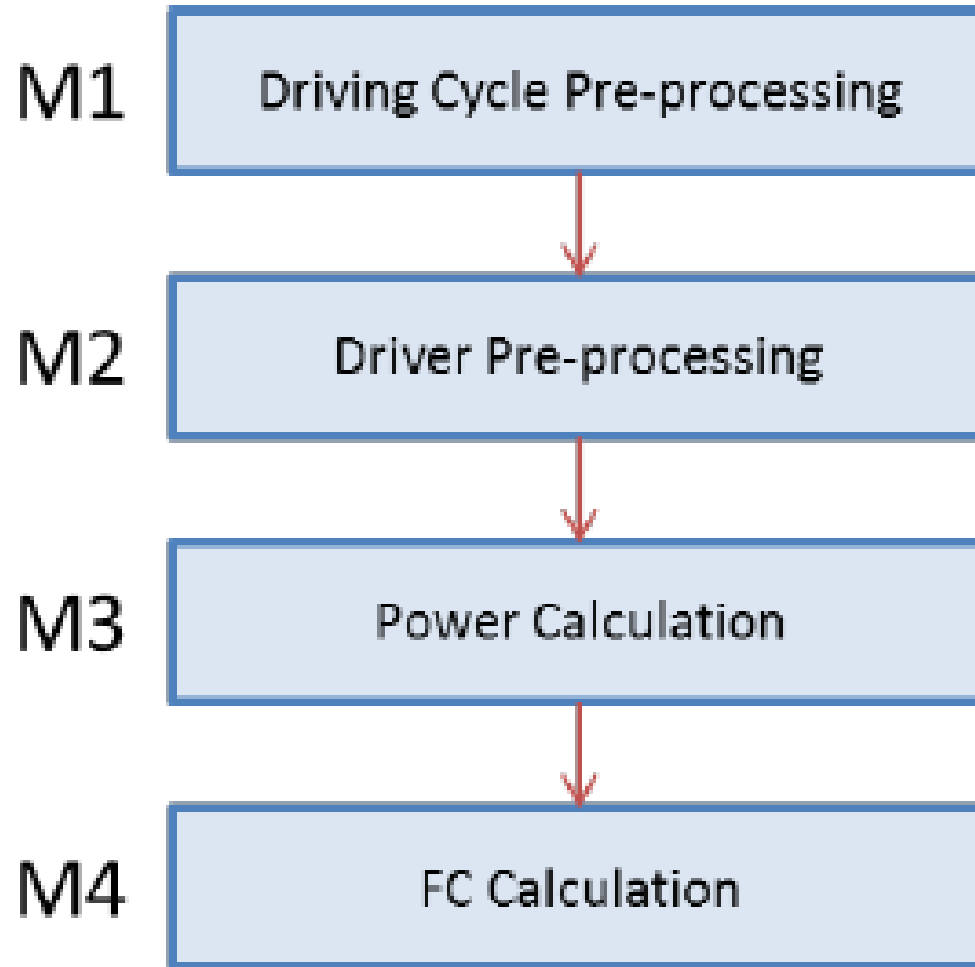 M1 Driving Cycle Pre-processing
M2 Driver Pre-processing
M3 Power Calculation
M4 FC Calculation